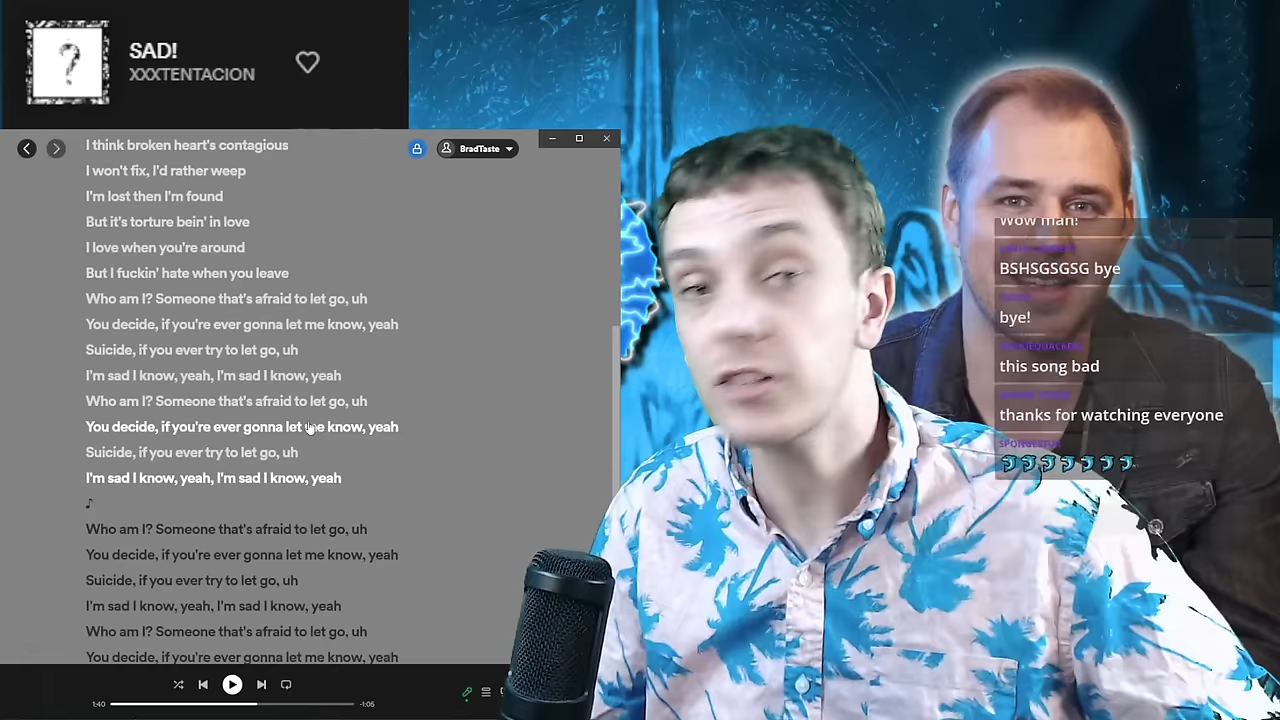 ?
SAD!
XXXTENTACION
BradTaste
I think broken heart's contagious
I won't fix, I'd rather weep
I'm lost then I'm found
But it's torture bein' in love
I love when you're around
But I fuckin' hate when you leave
Who am I? Someone that's afraid to let go, uh
You decide, if you're ever gonna let me know, yeah
Suicide, if you ever try to let go, uh
I'm sad I know, yeah, I'm sad I know, yeah
Who am I? Someone that's afraid to let go, uh
You decide, if you're ever gonna let me know, yeah
Suicide, if you ever try to let go, uh
I'm sad I know, yeah, I'm sad I know, yeah
♪
Who am I? Someone that's afraid to let go, uh
You decide, if you're ever gonna let me know, yeah
Suicide, if you ever try to let go, uh
I'm sad I know, yeah, I'm sad I know, yeah
Who am I? Someone that's afraid to let go, uh
You decide, if you're ever gonna let me know, yeah
1:40
-1:06
Wow man!
BSHSGSGSG bye
bye!
this song bad
thanks for watching everyone